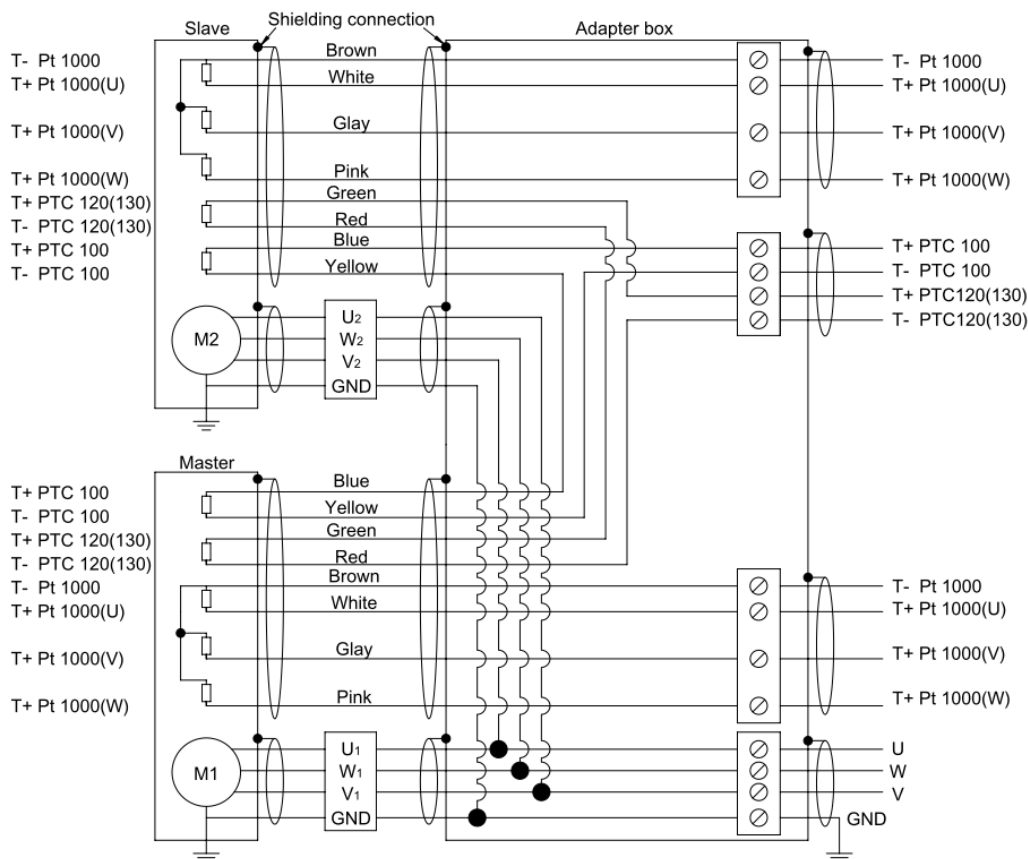 Shielding connection
Slave
Adapter box
T- Pt 1000
Brown
T- Pt 1000
T+ Pt 1000(U)
White
T+ Pt 1000(U)
T+ Pt 1000(V)
Glay
T+ Pt 1000(V)
T+ Pt 1000(W)
Pink
T+ Pt 1000(W)
T+ PTC 120(130)
Green
T- PTC 120(130)
Red
T+ PTC 100
Blue
T+ PTC 100
T- PTC 100
Yellow
T- PTC 100
T+ PTC120(130)
T- PTC120(130)
M2
U2
W2
V2
GND
Master
T+ PTC 100
Blue
T- PTC 100
Yellow
T+ PTC 120(130)
Green
T- PTC 120(130)
Red
T- Pt 1000
Brown
T- Pt 1000
T+ Pt 1000(U)
White
T+ Pt 1000(U)
T+ Pt 1000(V)
Glay
T+ Pt 1000(V)
T+ Pt 1000(W)
Pink
T+ Pt 1000(W)
M1
U1
U
W1
W
V1
V
GND
GND